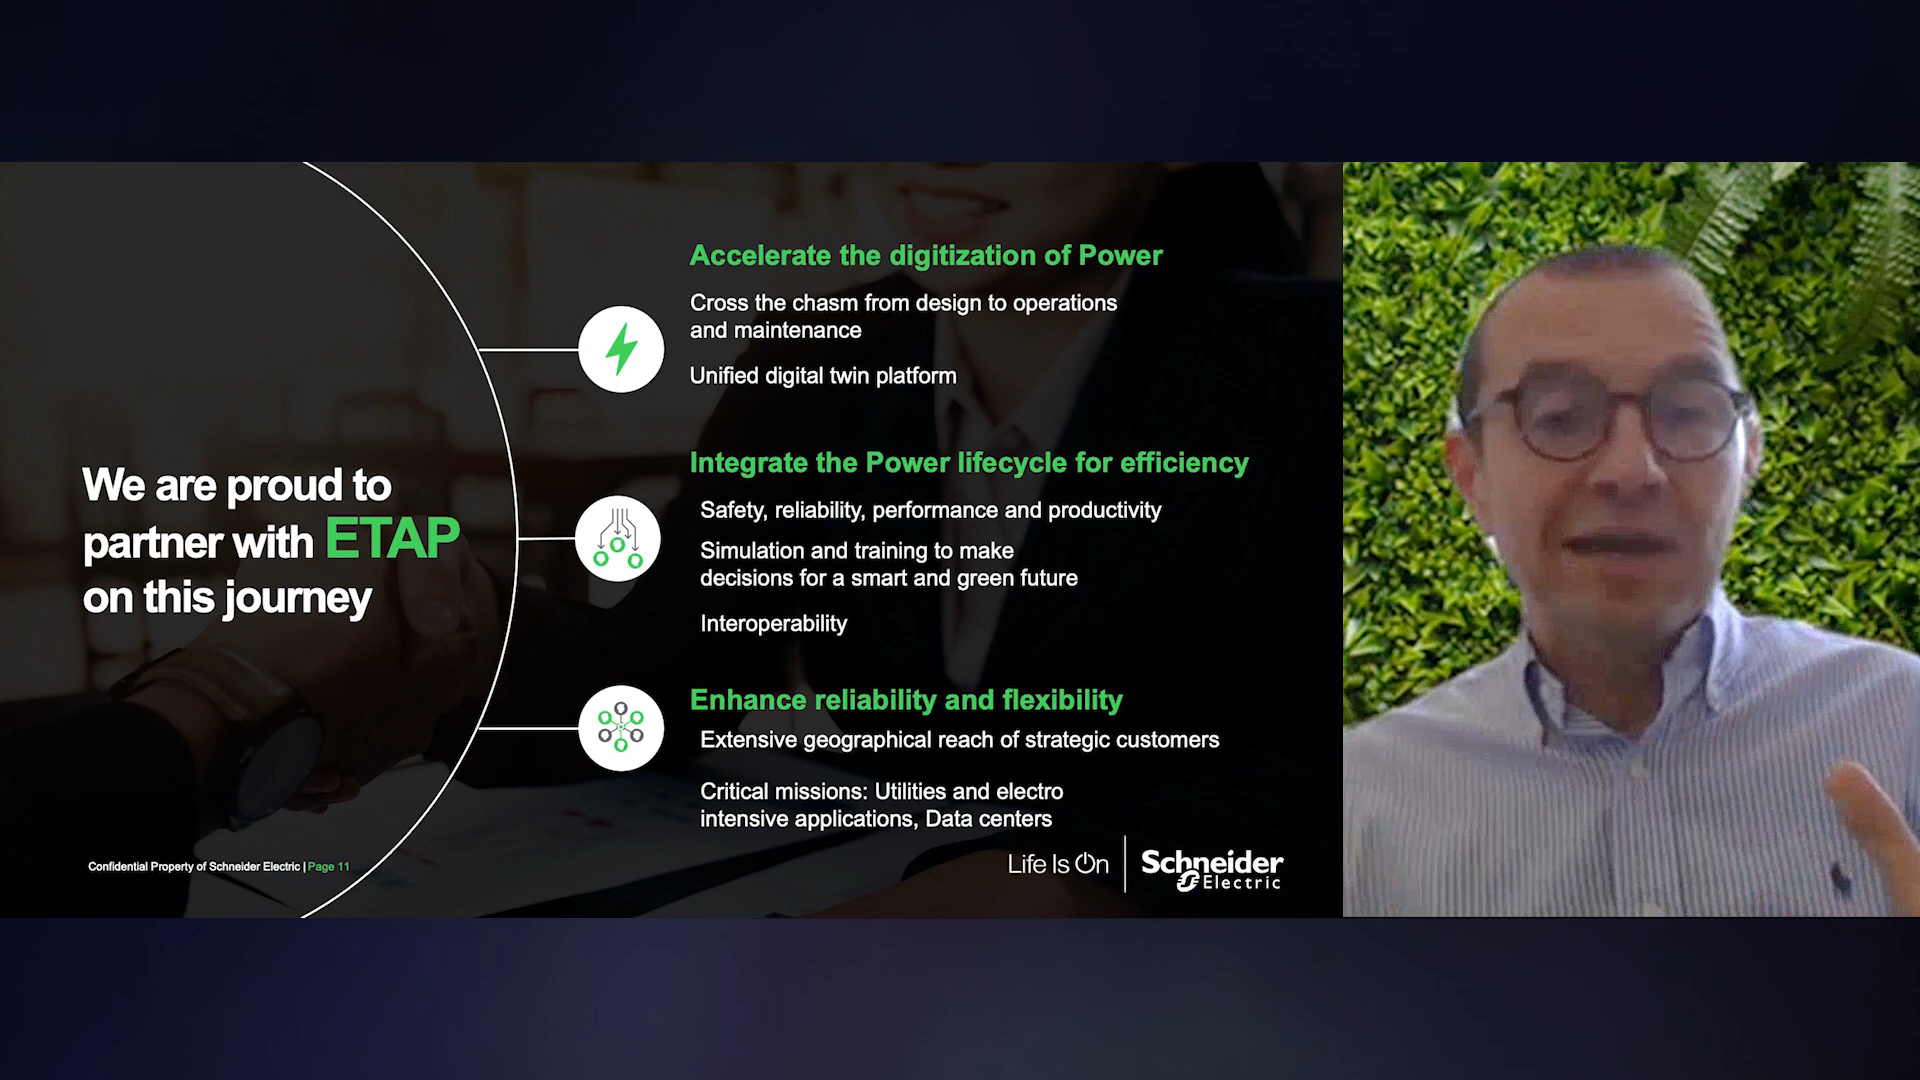 We are proud to
partner with ETAP
on this journey
Accelerate the digitization of Power
Cross the chasm from design to operations
and maintenance
Unified digital twin platform
Integrate the Power lifecycle for efficiency
Safety, reliability, performance and productivity
Simulation and training to make
decisions for a smart and green future
Interoperability
Enhance reliability and flexibility
Extensive geographical reach of strategic customers
Critical missions: Utilities and electro
intensive applications, Data centers
Confidential Property of Schneider Electric | Page 11
Life Is On
Schneider
Electric